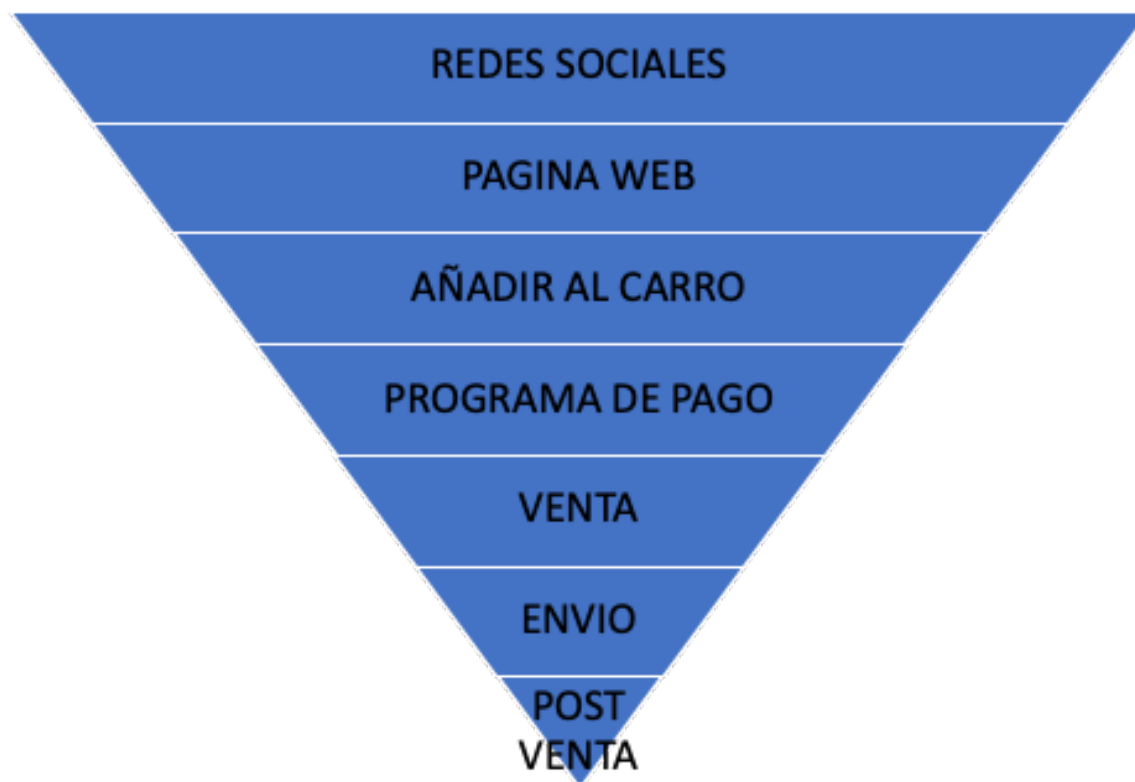 REDES SOCIALES
PAGINA WEB
AÑADIR AL CARRO
PROGRAMA DE PAGO
VENTA
ENVIO
POST
VENTA